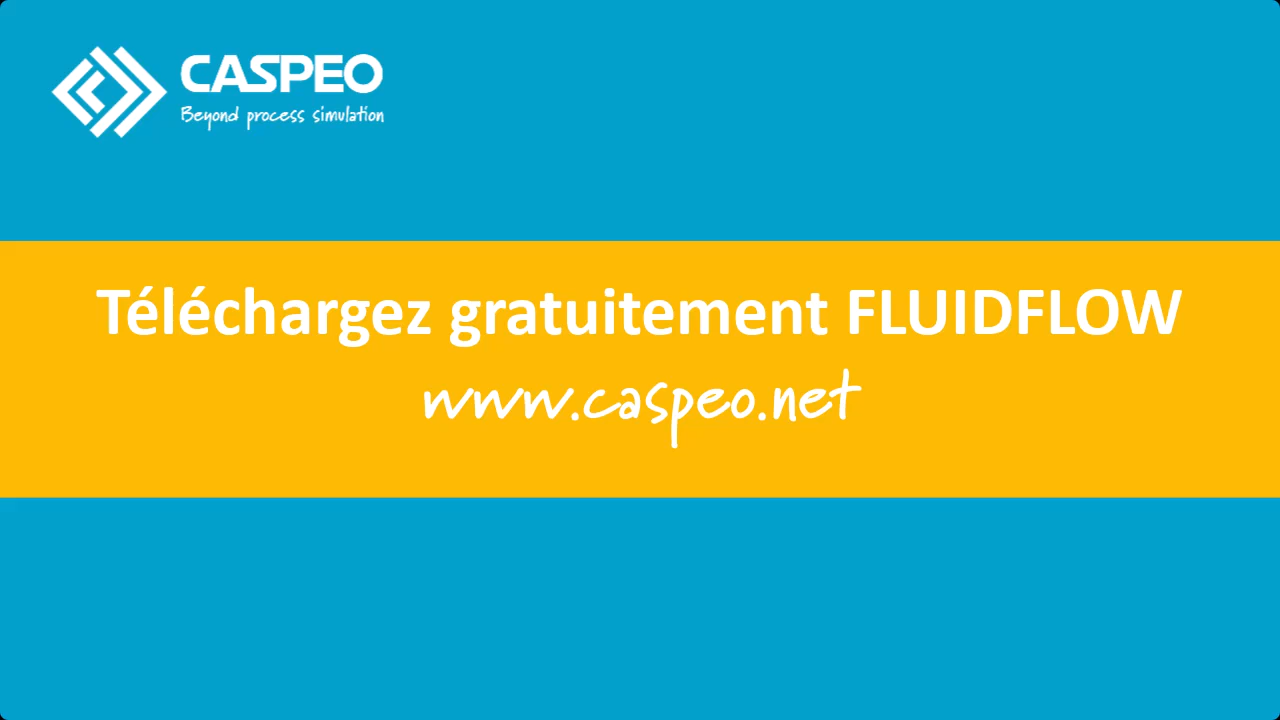 CASPEO
Beyond process simulation
Téléchargez gratuitement FLUIDFLOW
www.caspeo.net